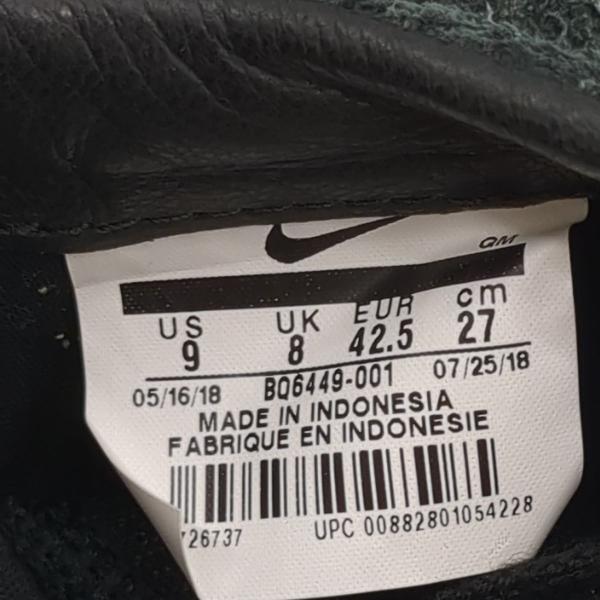 QM
US UK EUR cm
9 8 42.5 27
05/16/18 BQ6449-001 07/25/18
MADE IN INDONESIA
FABRIQUE EN INDONESIE
26737 UPC 00882801054228